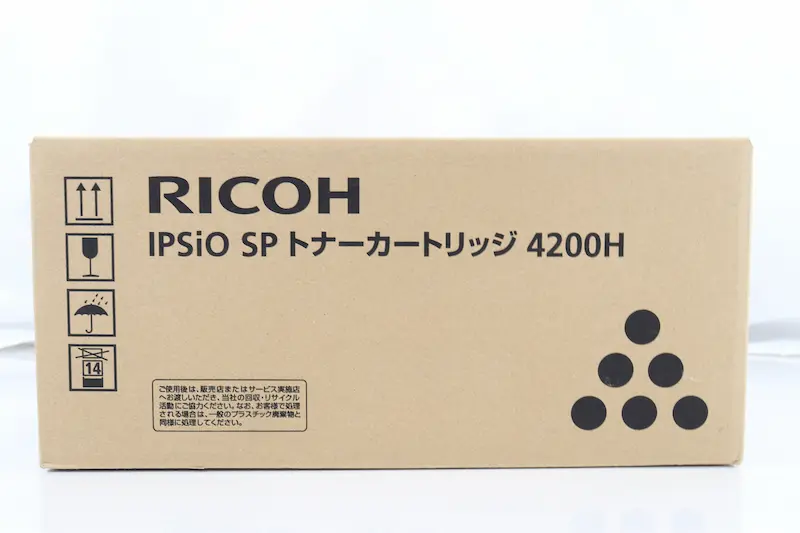 RICOH
IPSiO SP トナーカートリッジ 4200H
14
ご使用後は、販売店またはサービス実施店
へお渡しいただき、当社の回収・リサイクル
活動にご協力ください。なお、お客様で処理
される場合は、一般のプラスチック廃棄物と
同様に処理してください。